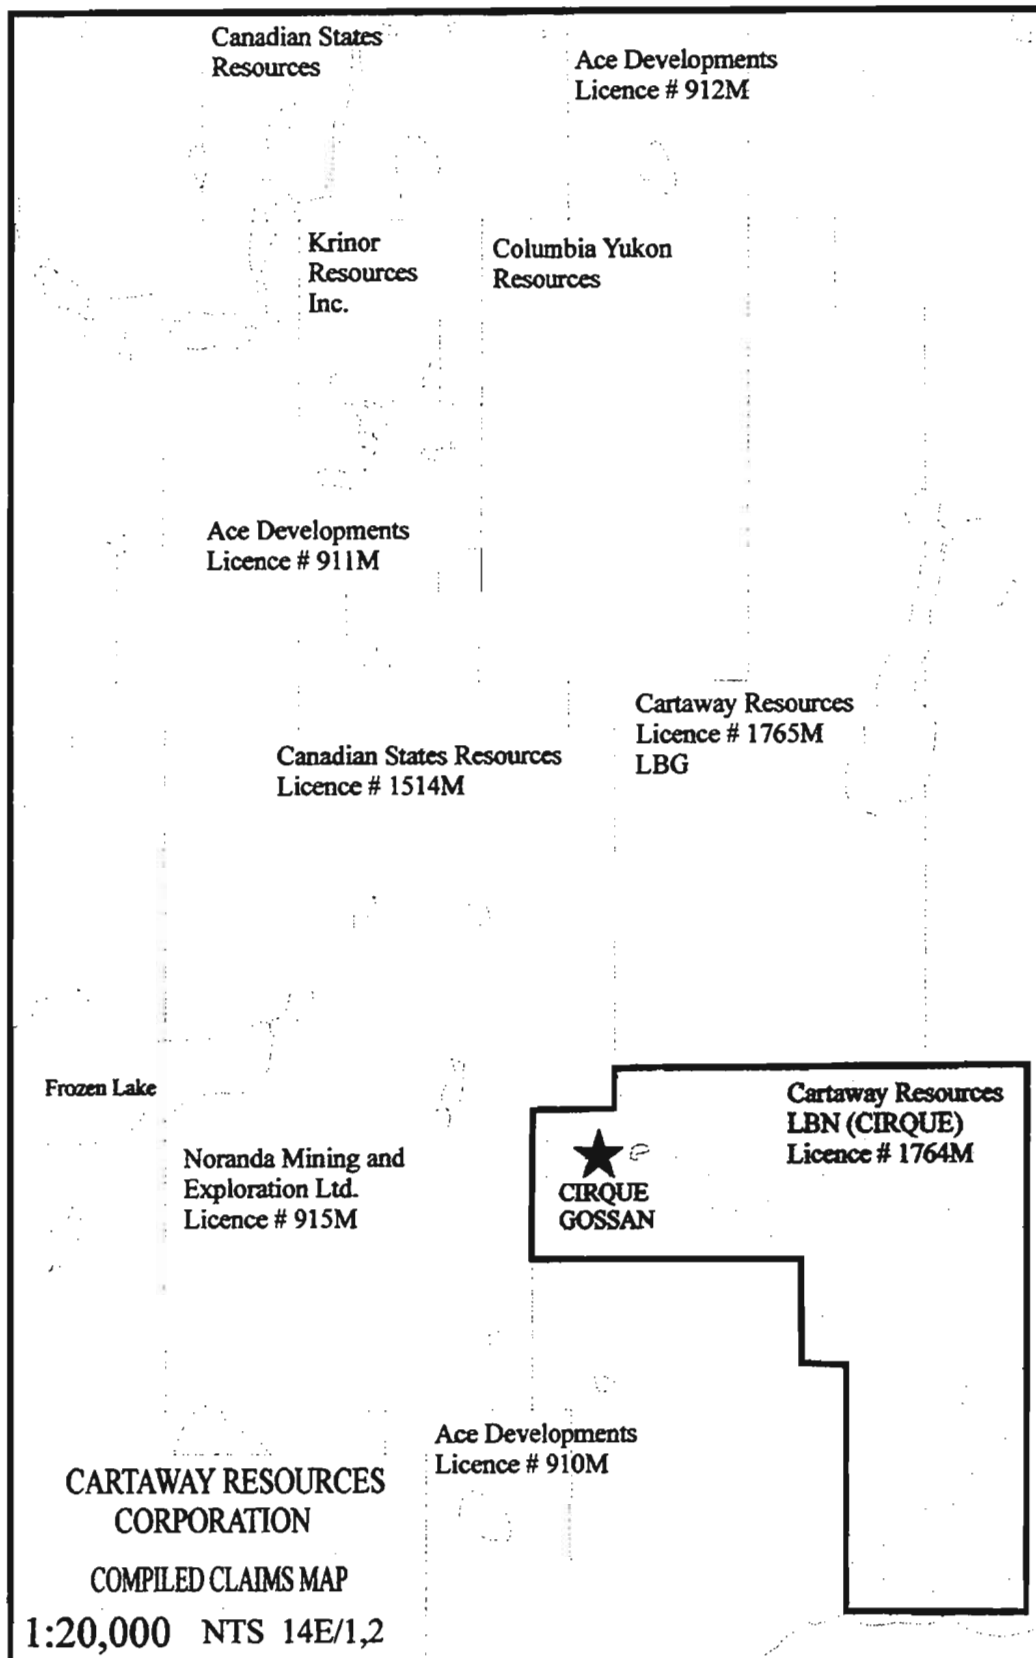 Canadian States
Resources
Ace Developments
Licence # 912M
Krinor
Resources
Inc.
Columbia Yukon
Resources
Ace Developments
Licence # 911M
Cartaway Resources
Licence # 1765M
LBG
Canadian States Resources
Licence # 1514M
Frozen Lake
Cartaway Resources
LBN (CIRQUE)
Licence # 1764M
Noranda Mining and
Exploration Ltd.
Licence # 915M
CIRQUE
GOSSAN
Ace Developments
Licence # 910M
CARTAWAY RESOURCES
CORPORATION
COMPILED CLAIMS MAP
1:20,000 NTS 14E/1,2